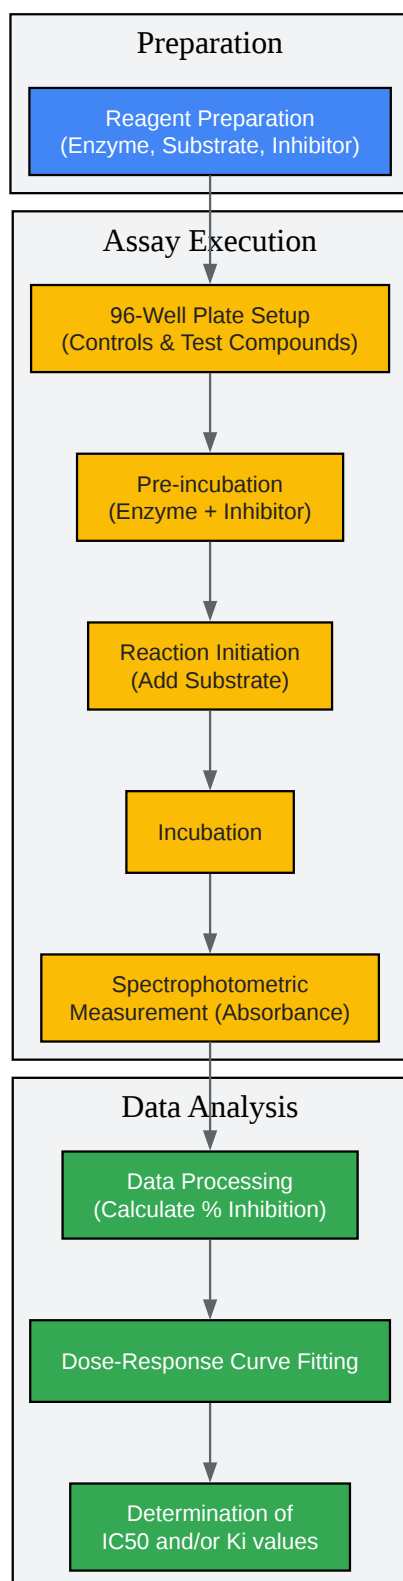 Preparation
Reagent Preparation
(Enzyme, Substrate, Inhibitor)
Assay Execution
96-Well Plate Setup
(Controls & Test Compounds)
Pre-incubation
(Enzyme + Inhibitor)
Reaction Initiation
(Add Substrate)
Incubation
Spectrophotometric
Measurement (Absorbance)
Data Analysis
Data Processing
(Calculate % Inhibition)
Dose-Response Curve Fitting
Determination of
IC50 and/or Ki values